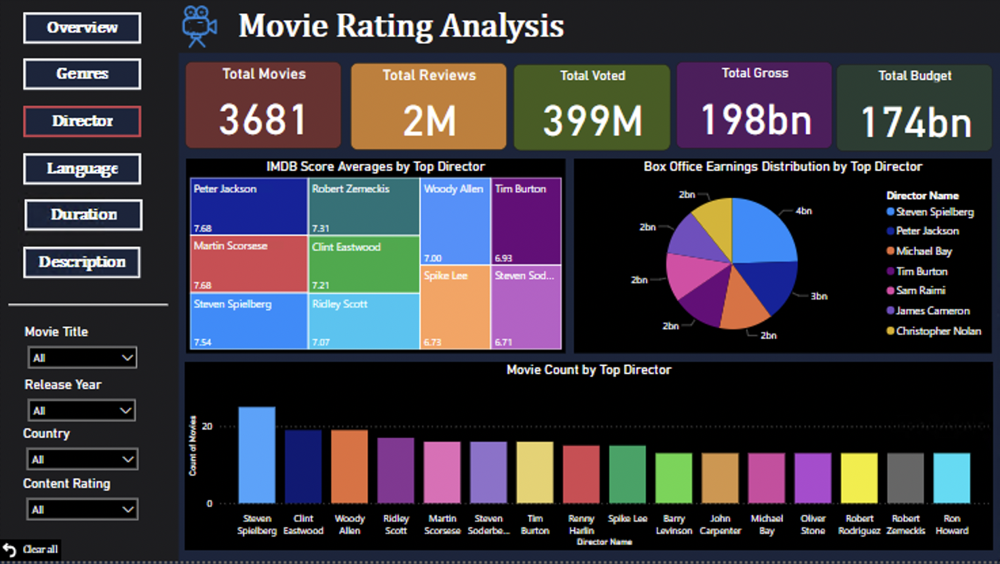 Overview
Genres
Director
Language
Duration
Description
Movie Title
All
Release Year
All
Country
All
Content Rating
All
Clear all
Movie Rating Analysis
Total Movies
3681
Total Reviews
2M
Total Voted
399M
Total Gross
198bn
Total Budget
174bn
IMDB Score Averages by Top Director
Peter Jackson
7.68
Martin Scorsese
7.68
Steven Spielberg
7.54
Robert Zemeckis
7.31
Clint Eastwood
7.21
Ridley Scott
7.07
Woody Allen
7.00
Spike Lee
6.73
Tim Burton
6.93
Steven Sod...
6.71
Box Office Earnings Distribution by Top Director
4bn
3bn
2bn
2bn
2bn
2bn
2bn
Director Name
Steven Spielberg
Peter Jackson
Michael Bay
Tim Burton
Sam Raimi
James Cameron
Christopher Nolan
Movie Count by Top Director
Count of Movies
20
0
Steven
Spielberg
Clint
Eastwood
Woody
Allen
Ridley
Scott
Martin
Scorsese
Steven
Soderbe...
Tim
Burton
Renny
Harlin
Spike Lee
Barry
Levinson
John
Carpenter
Michael
Bay
Oliver
Stone
Robert
Rodriguez
Robert
Zemeckis
Ron
Howard
Director Name